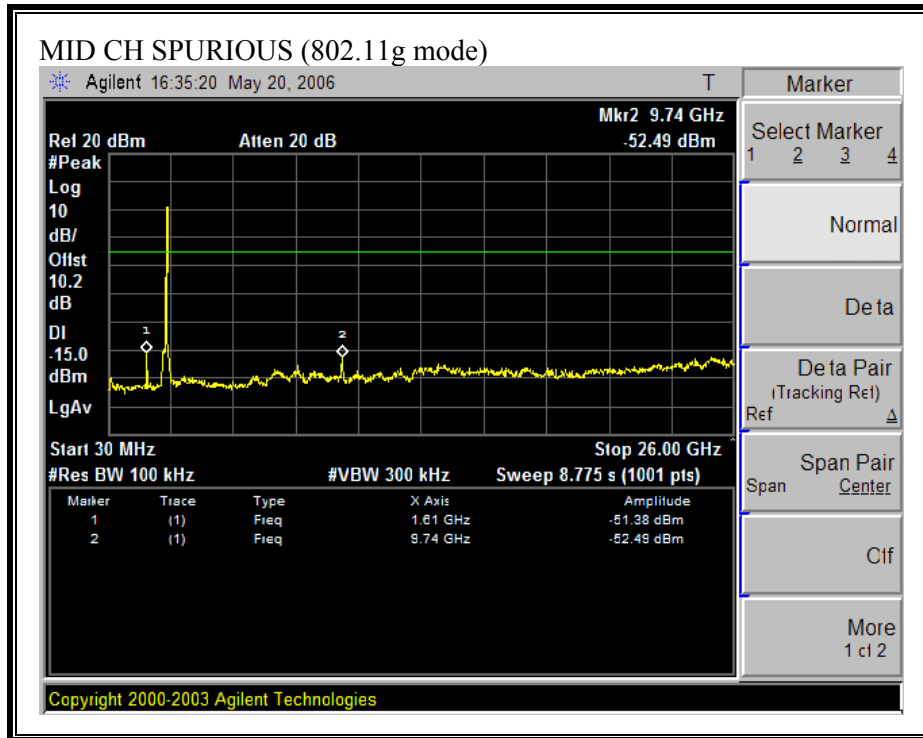 MID CH SPURIOUS (802.11g mode)
Agilent 16:35:20 May 20, 2006 T
Mkr2 9.74 GHz
Ref 20 dBm Atten 20 dB -52.49 dBm
#Peak
Log
10
dB/
Offst
10.2
dB
DI
-15.0
dBm
LgAv
1
2
Start 30 MHz Stop 26.00 GHz
#Res BW 100 kHz #VBW 300 kHz Sweep 8.775 s (1001 pts)
Marker Trace Type X Axis Amplitude
1 (1) Freq 1.61 GHz -51.38 dBm
2 (1) Freq 9.74 GHz -52.49 dBm
Copyright 2000-2003 Agilent Technologies
Marker
Select Marker
1 2 3 4
Normal
Delta
Delta Pair
(Tracking Ref)
Ref Δ
Span Pair
Span Center
Off
More
1 of 2